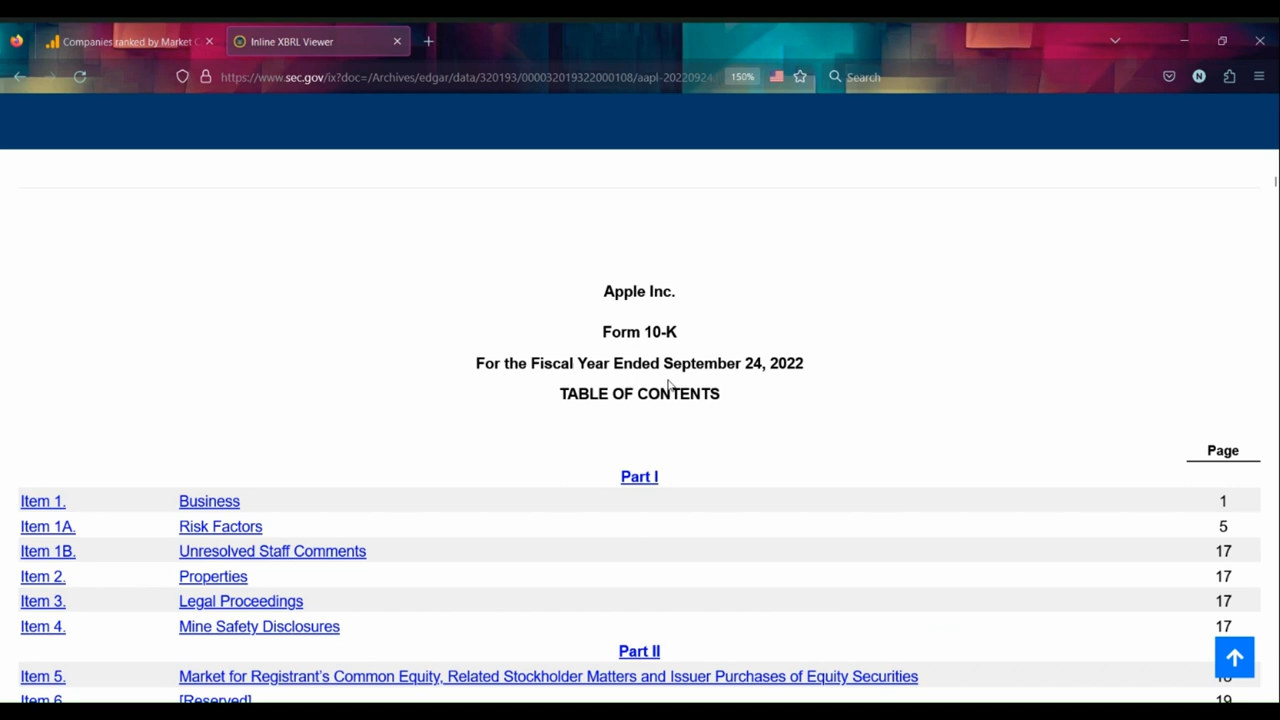 Companies ranked by Market C
Inline XBRL Viewer
https://www.sec.gov/ix?doc=/Archives/edgar/data/320193/000032019322000108/aapl-20220924.
150%
Search
N
Apple Inc.
Form 10-K
For the Fiscal Year Ended September 24, 2022
TABLE OF CONTENTS
Page
Part I
Item 1. Business 1
Item 1A. Risk Factors 5
Item 1B. Unresolved Staff Comments 17
Item 2. Properties 17
Item 3. Legal Proceedings 17
Item 4. Mine Safety Disclosures 17
Part II
Item 5. Market for Registrant's Common Equity, Related Stockholder Matters and Issuer Purchases of Equity Securities
Item 6. [Reserved] 19